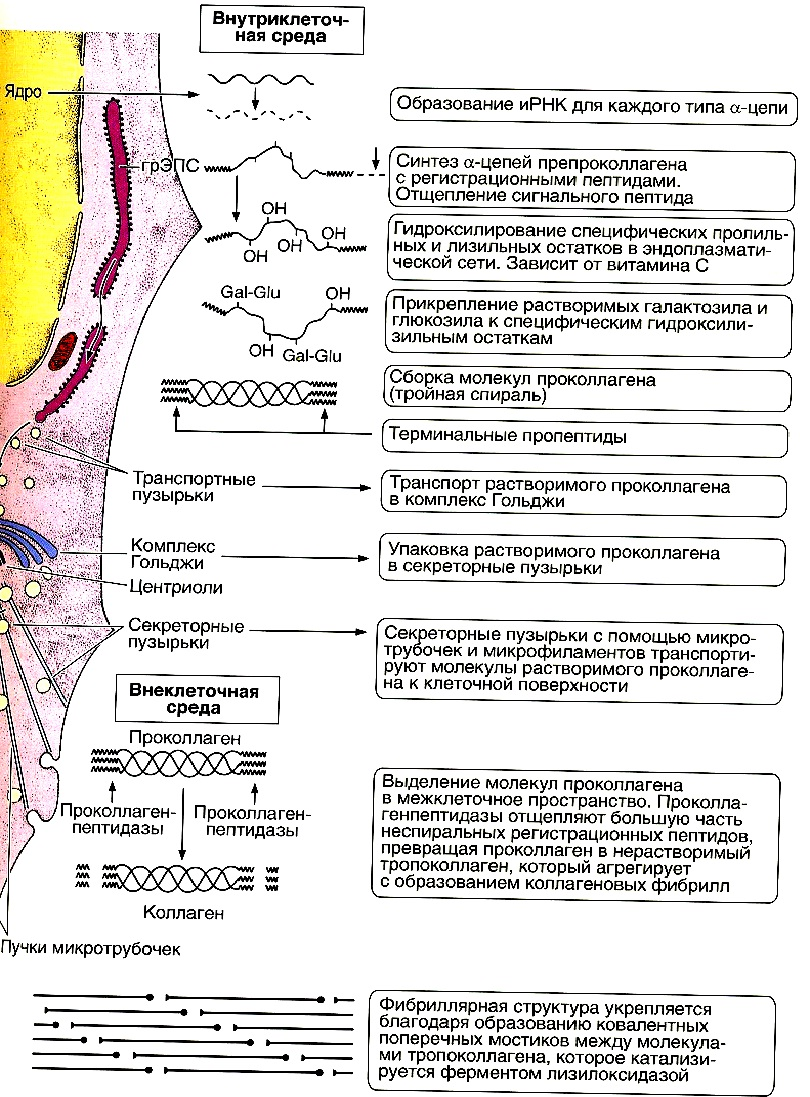 Внутриклеточ-
ная среда
Ядро
Образование иРНК для каждого типа α-цепи
грЭПС
Синтез α-цепей препроколлагена
с регистрационными пептидами.
Отщепление сигнального пептида
OH
OH
OH
OH
Гидроксилирование специфических пролиль-
ных и лизильных остатков в эндоплазмати-
ческой сети. Зависит от витамина С
Gal-Glu
OH
OH
Gal-Glu
Прикрепление растворимых галактозила и
глюкозила к специфическим гидроксили-
зильным остаткам
Сборка молекул проколлагена
(тройная спираль)
Терминальные пропептиды
Транспортные
пузырьки
Транспорт растворимого проколлагена
в комплекс Гольджи
Комплекс
Гольджи
Центриоли
Упаковка растворимого проколлагена
в секреторные пузырьки
Секреторные
пузырьки
Секреторные пузырьки с помощью микро-
трубочек и микрофиламентов транспорти-
руют молекулы растворимого проколлаге-
на к клеточной поверхности
Внеклеточная
среда
Проколлаген
Проколлаген-
пептидазы
Проколлаген-
пептидазы
Коллаген
Выделение молекул проколлагена
в межклеточное пространство. Проколла-
генпептидазы отщепляют большую часть
неспиральных регистрационных пептидов,
превращая проколлаген в нерастворимый
тропоколлаген, который агрегирует
с образованием коллагеновых фибрилл
Пучки микротрубочек
Фибриллярная структура укрепляется
благодаря образованию ковалентных
поперечных мостиков между молекула-
ми тропоколлагена, которое катализи-
руется ферментом лизилоксидазой